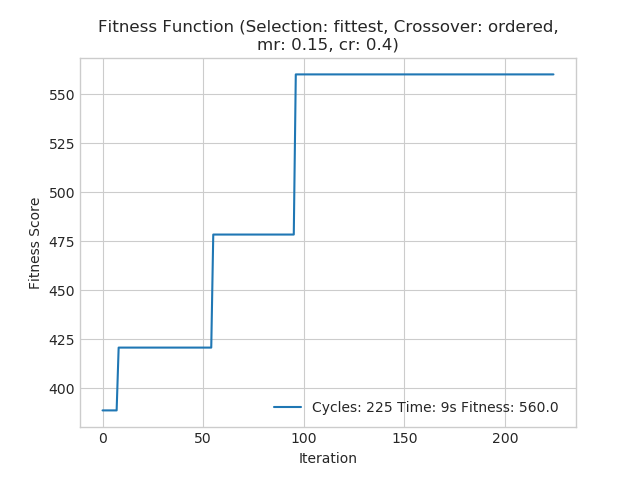 Fitness Function (Selection: fittest, Crossover: ordered,
mr: 0.15, cr: 0.4)
Fitness Score
550
525
500
475
450
425
400
Cycles: 225 Time: 9s Fitness: 560.0
0
50
100
150
200
Iteration